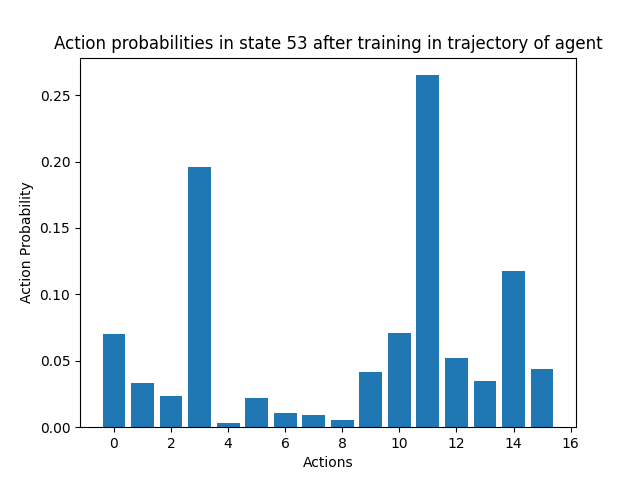 Action probabilities in state 53 after training in trajectory of agent
0.25
0.20
0.15
0.10
0.05
0.00
Action Probability
0 2 4 6 8 10 12 14 16
Actions